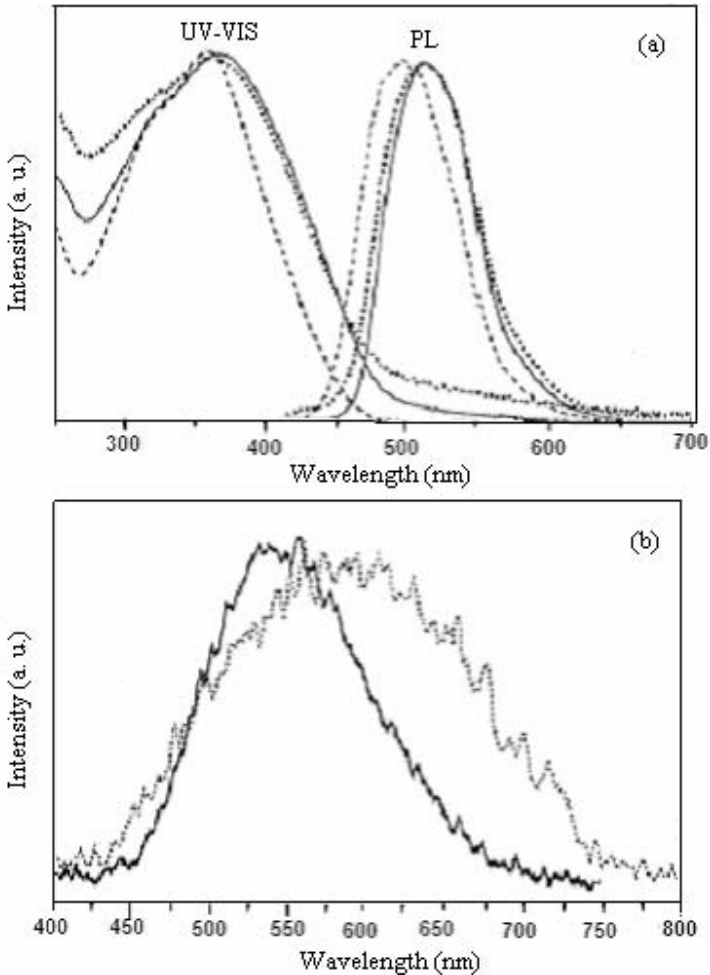 UV-VIS PL (a)
Intensity (a. u.)
300 400 500 600 700
Wavelength (nm)
(b)
Intensity (a. u.)
400 450 500 550 600 650 700 750 800
Wavelength (nm)